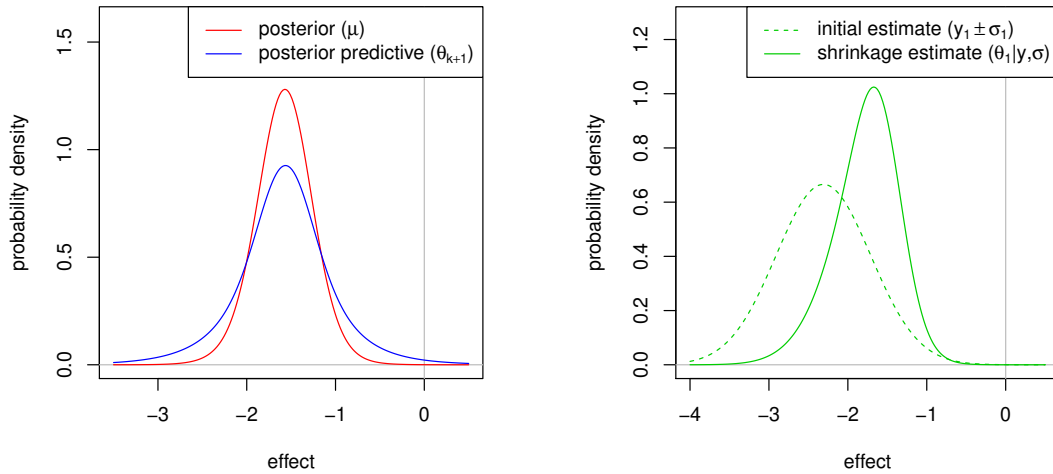 posterior (μ)
posterior predictive (θk+1)
probability density
0.0
0.5
1.0
1.5
−3
−2
−1
0
effect
initial estimate (y1 ± σ1)
shrinkage estimate (θ1|y,σ)
probability density
0.0
0.2
0.4
0.6
0.8
1.0
1.2
−4
−3
−2
−1
0
effect